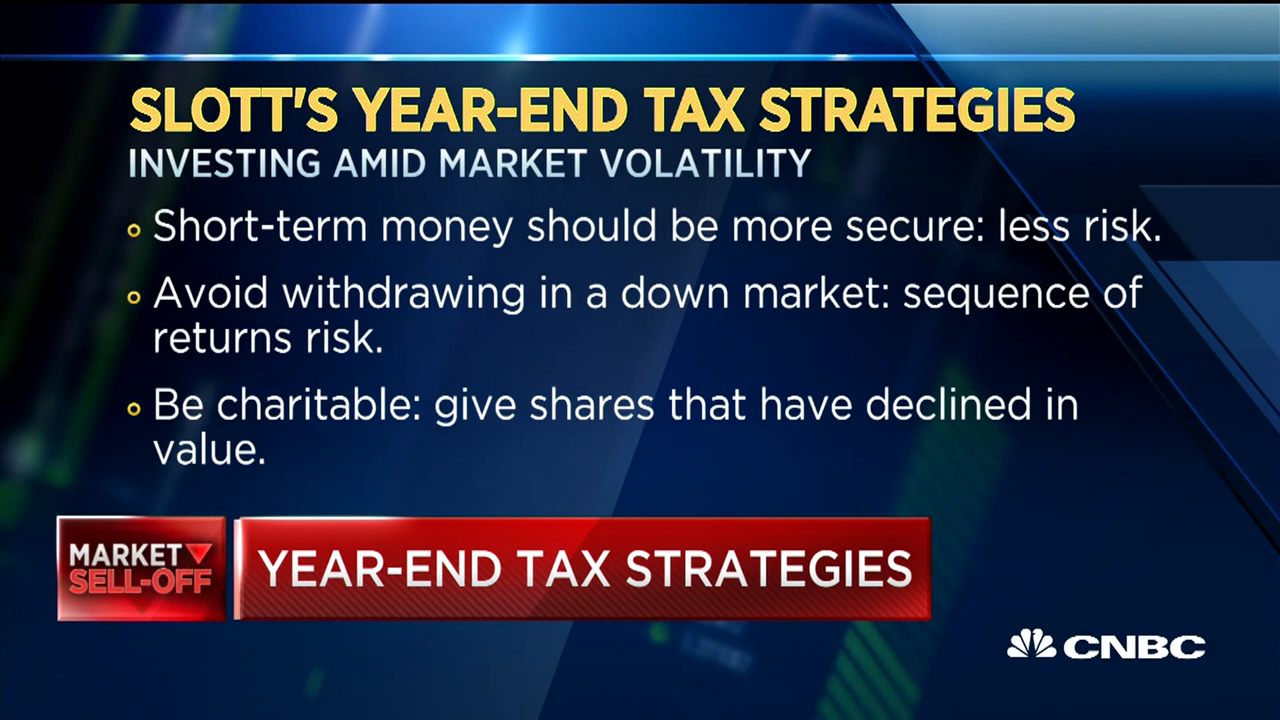 SLOTT'S YEAR-END TAX STRATEGIES
INVESTING AMID MARKET VOLATILITY
Short-term money should be more secure: less risk.
Avoid withdrawing in a down market: sequence of
returns risk.
Be charitable: give shares that have declined in
value.
MARKET
SELL-OFF
YEAR-END TAX STRATEGIES
CNBC